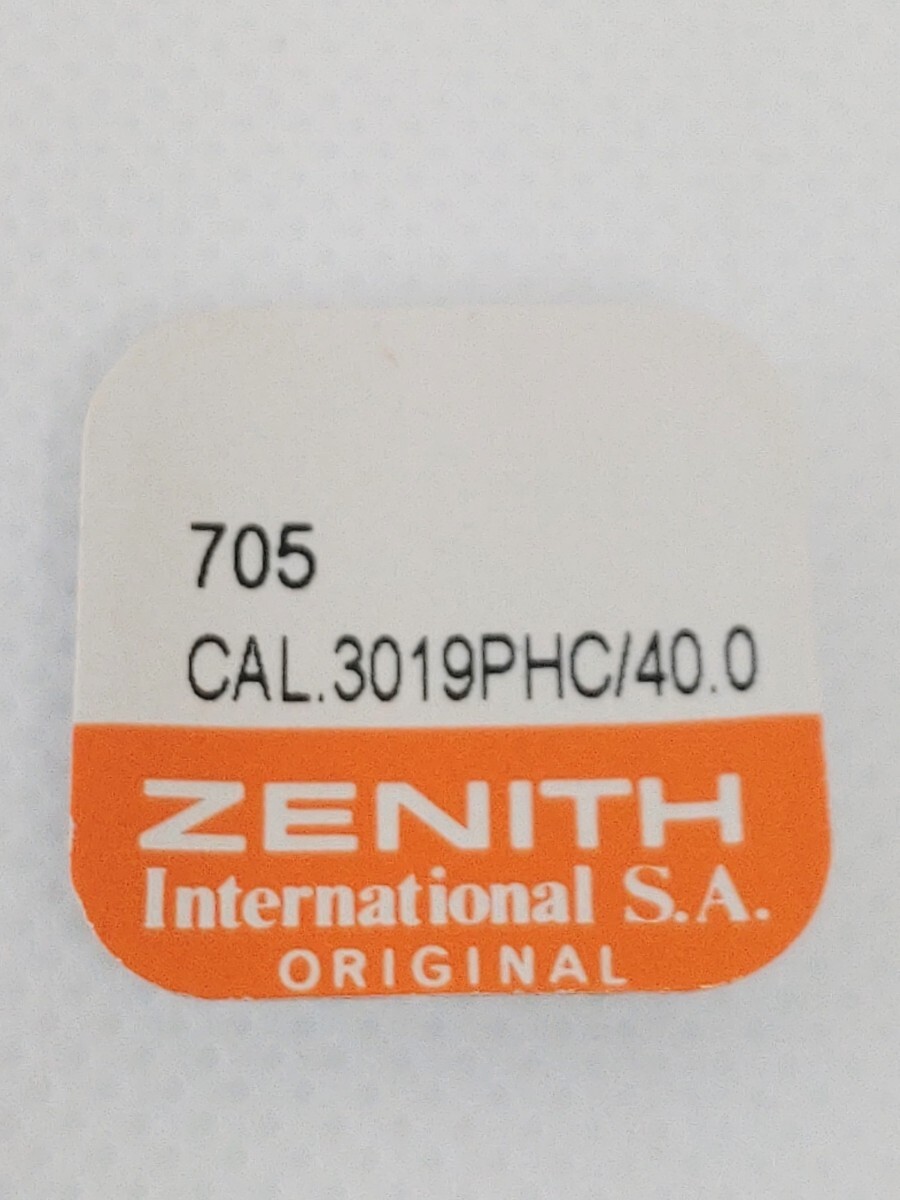 705
CAL.3019PHC/40.0
ZENITH
International S.A.
ORIGINAL